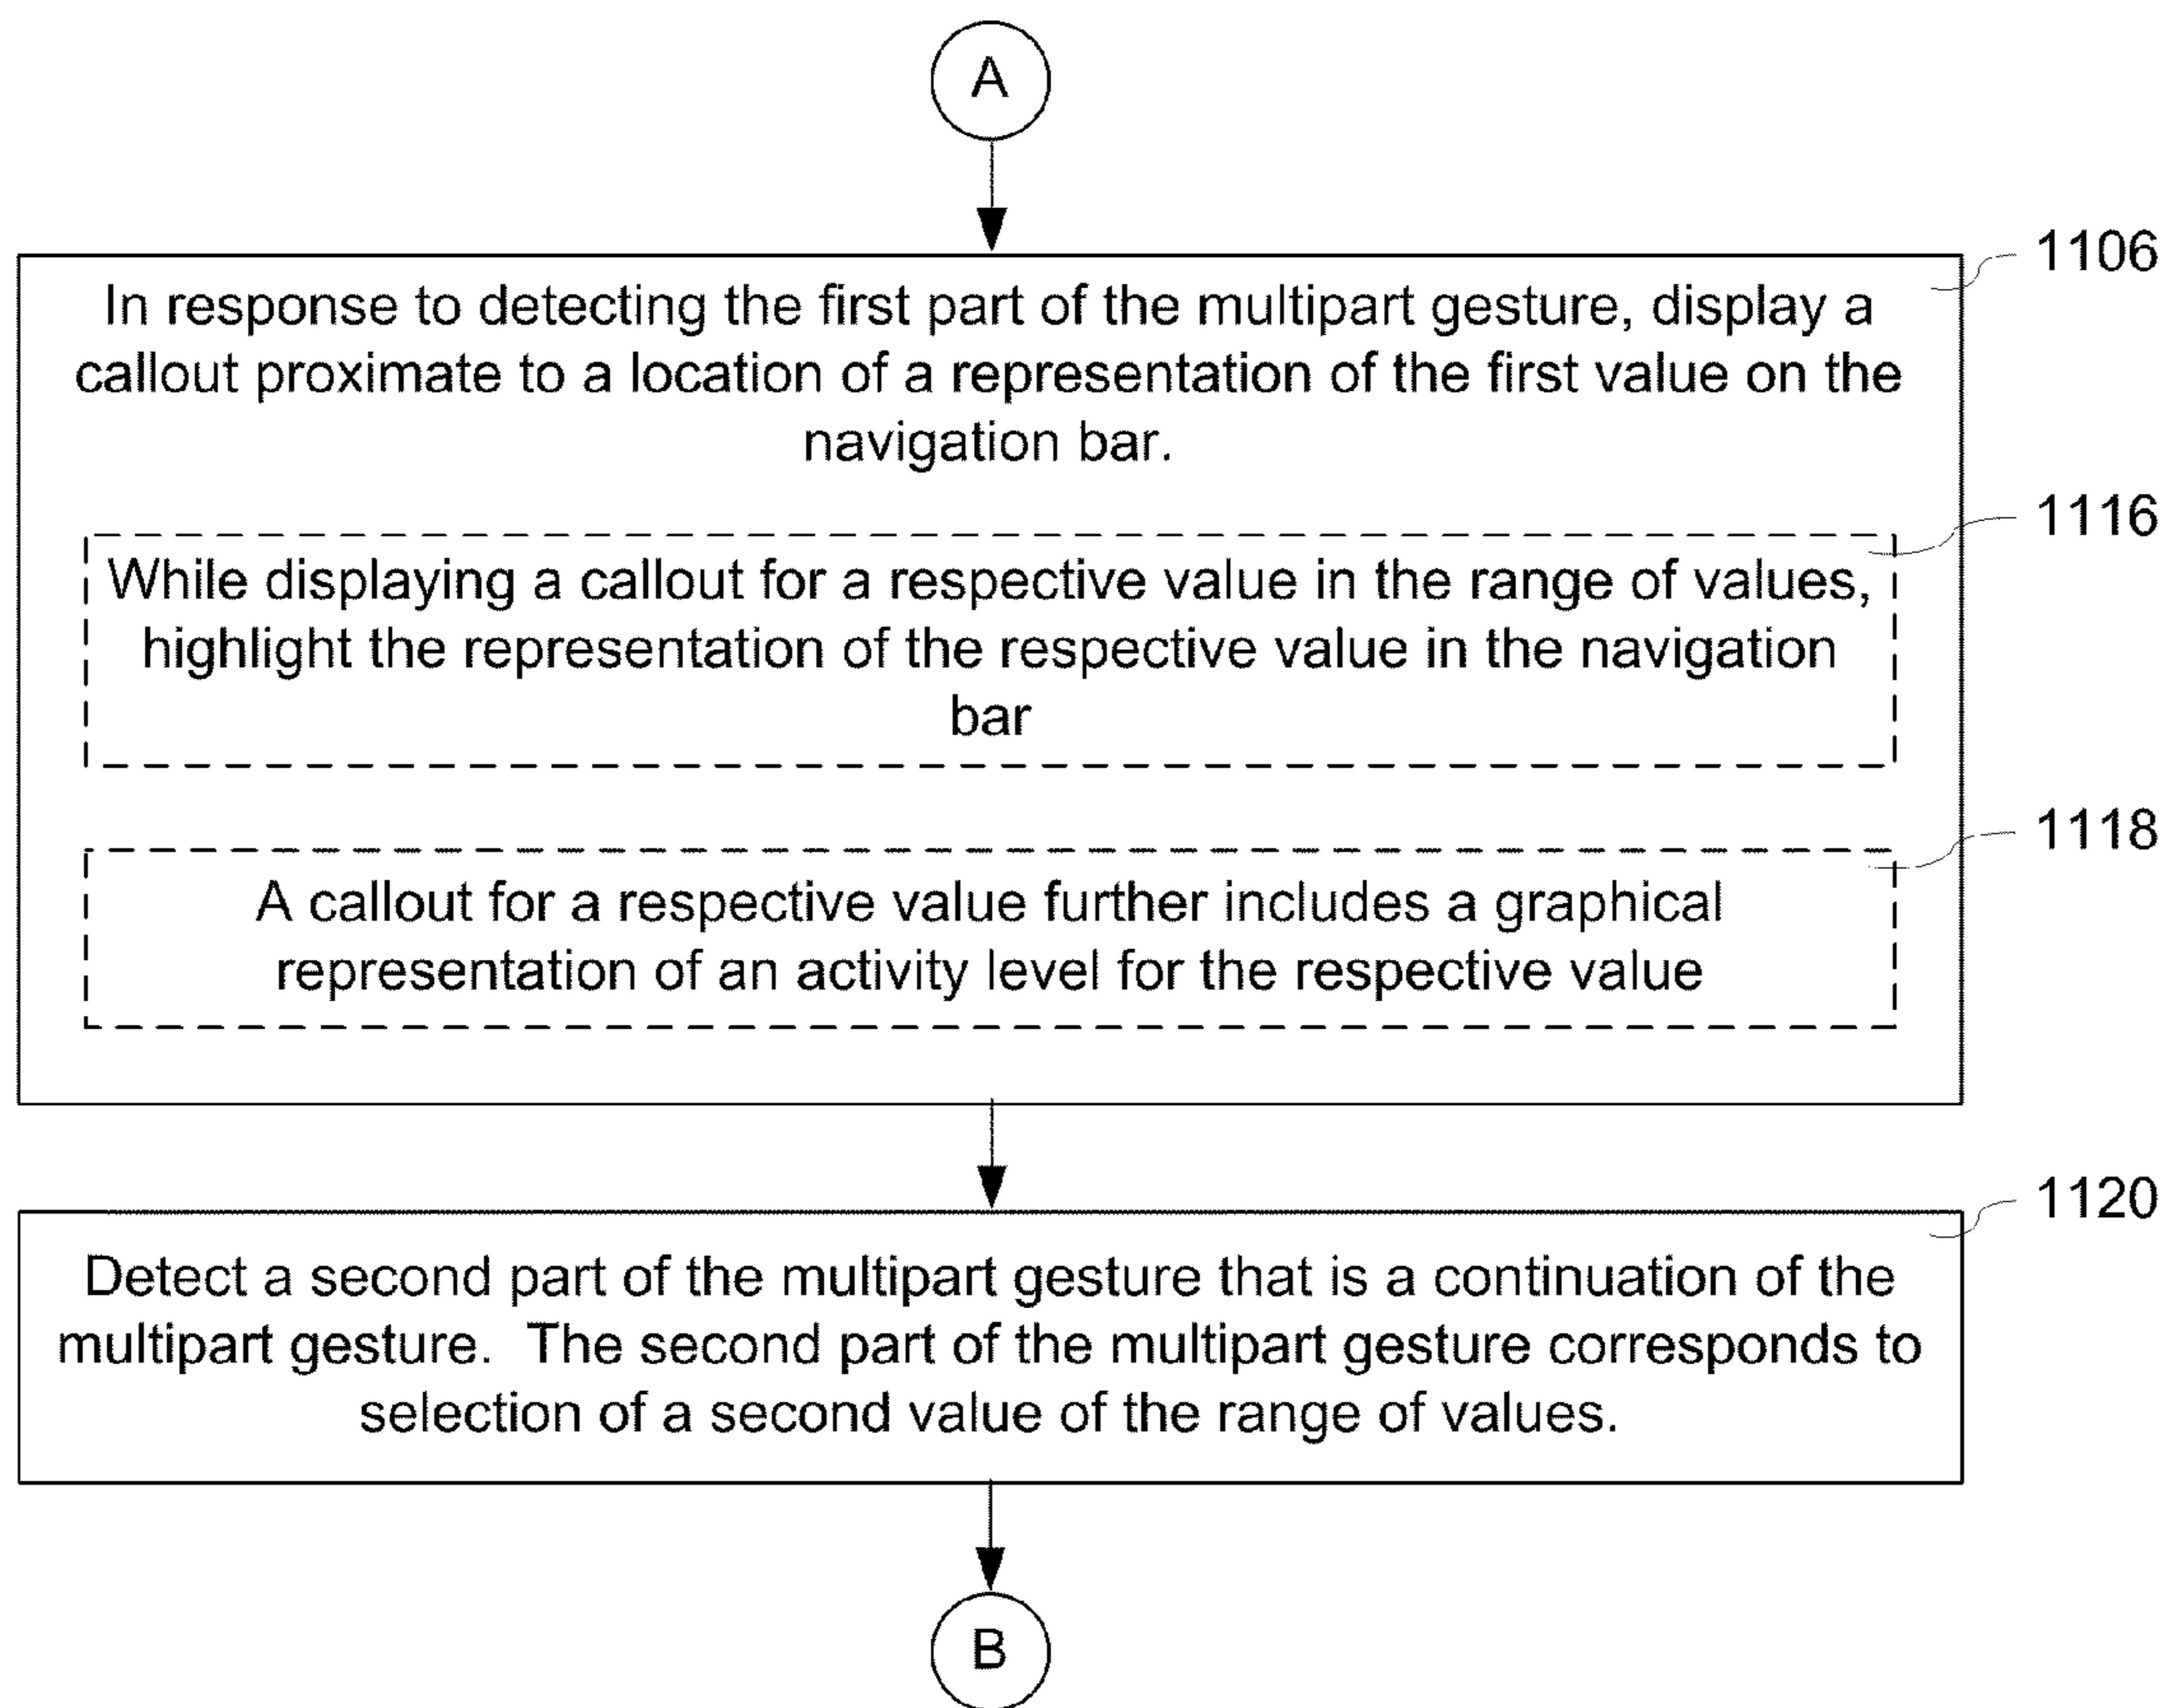 A
1106
In response to detecting the first part of the multipart gesture, display a
callout proximate to a location of a representation of the first value on the
navigation bar.
1116
While displaying a callout for a respective value in the range of values,
highlight the representation of the respective value in the navigation
bar
1118
A callout for a respective value further includes a graphical
representation of an activity level for the respective value
1120
Detect a second part of the multipart gesture that is a continuation of the
multipart gesture.  The second part of the multipart gesture corresponds to
selection of a second value of the range of values.
B